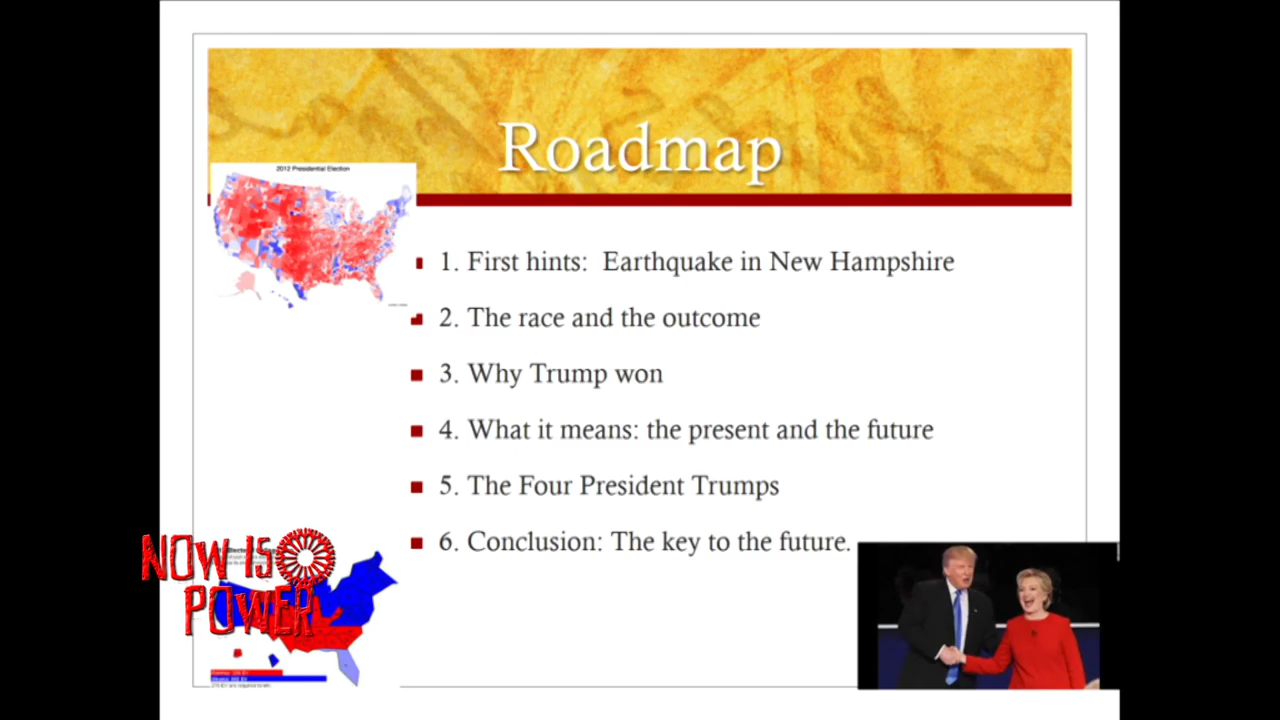 Roadmap
2012 Presidential Election
1. First hints: Earthquake in New Hampshire
2. The race and the outcome
3. Why Trump won
4. What it means: the present and the future
5. The Four President Trumps
6. Conclusion: The key to the future.
NOW IS
POWER